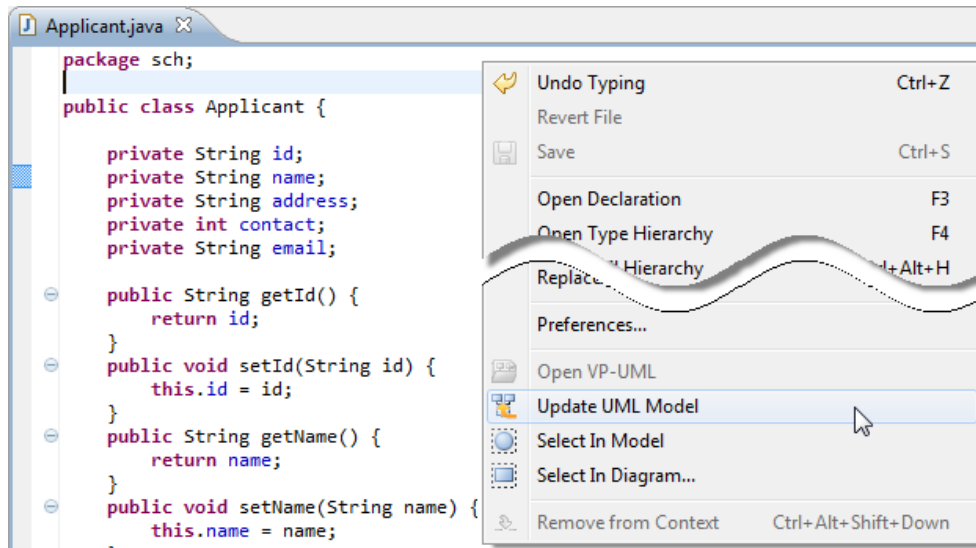 Applicant.java
package sch;
public class Applicant {
private String id;
private String name;
private String address;
private int contact;
private String email;
public String getId() {
return id;
}
public void setId(String id) {
this.id = id;
}
public String getName() {
return name;
}
public void setName(String name) {
this.name = name;
Undo Typing Ctrl+Z
Revert File
Save Ctrl+S
Open Declaration F3
Open Type Hierarchy F4
Hierarchy Alt+H
Preferences...
Open VP-UML
Update UML Model
Select In Model
Select In Diagram...
Remove from Context Ctrl+Alt+Shift+Down